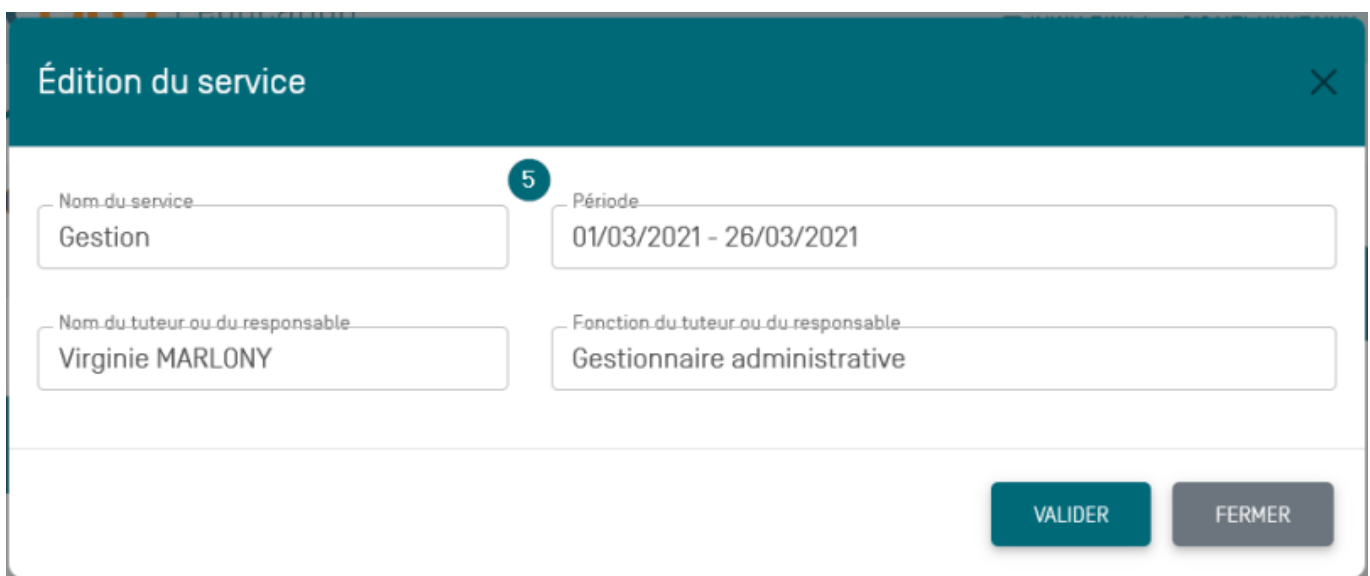 Édition du service
5
Nom du service
Période
Gestion
01/03/2021 - 26/03/2021
Nom du tuteur ou du responsable
Fonction du tuteur ou du responsable
Virginie MARLONY
Gestionnaire administrative
VALIDER
FERMER